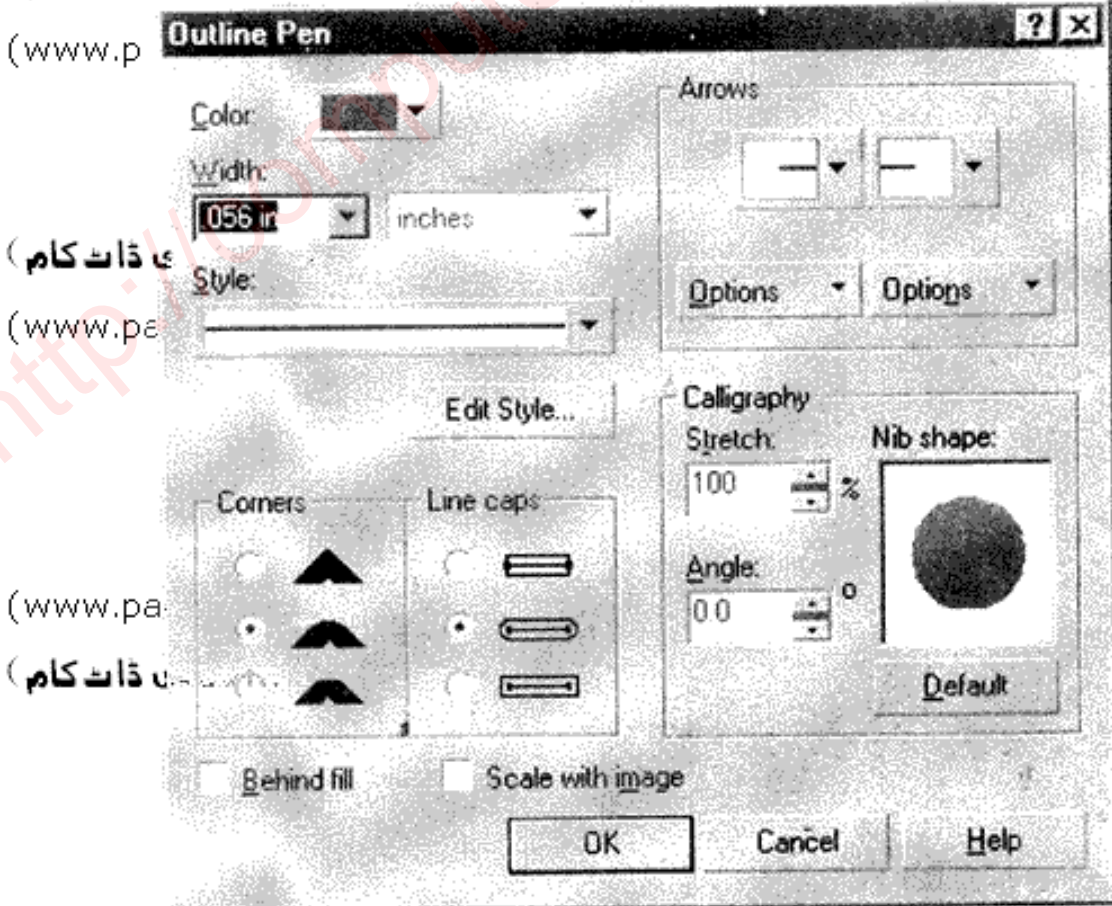 (www.p
Outline Pen
Color:
Width:
.056 in
inches
Style:
Edit Style...
Corners
Line caps
Behind fill
Scale with image
Arrows
Options
Options
Calligraphy
Stretch:
100 %
Angle:
0.0 °
Nib shape:
Default
OK Cancel Help
ڈاٹ کام)
(www.pa
(www.pa
ڈاٹ کام)
http://comput